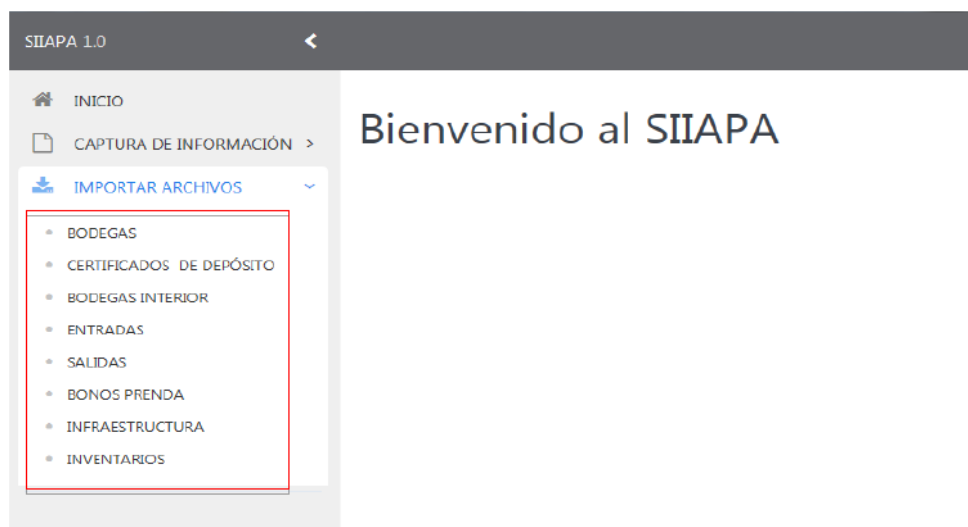 SIIAPA 1.0
INICIO
CAPTURA DE INFORMACIÓN
IMPORTAR ARCHIVOS
BODEGAS
CERTIFICADOS DE DEPÓSITO
BODEGAS INTERIOR
ENTRADAS
SALIDAS
BONOS PRENDA
INFRAESTRUCTURA
INVENTARIOS
Bienvenido al SIIAPA